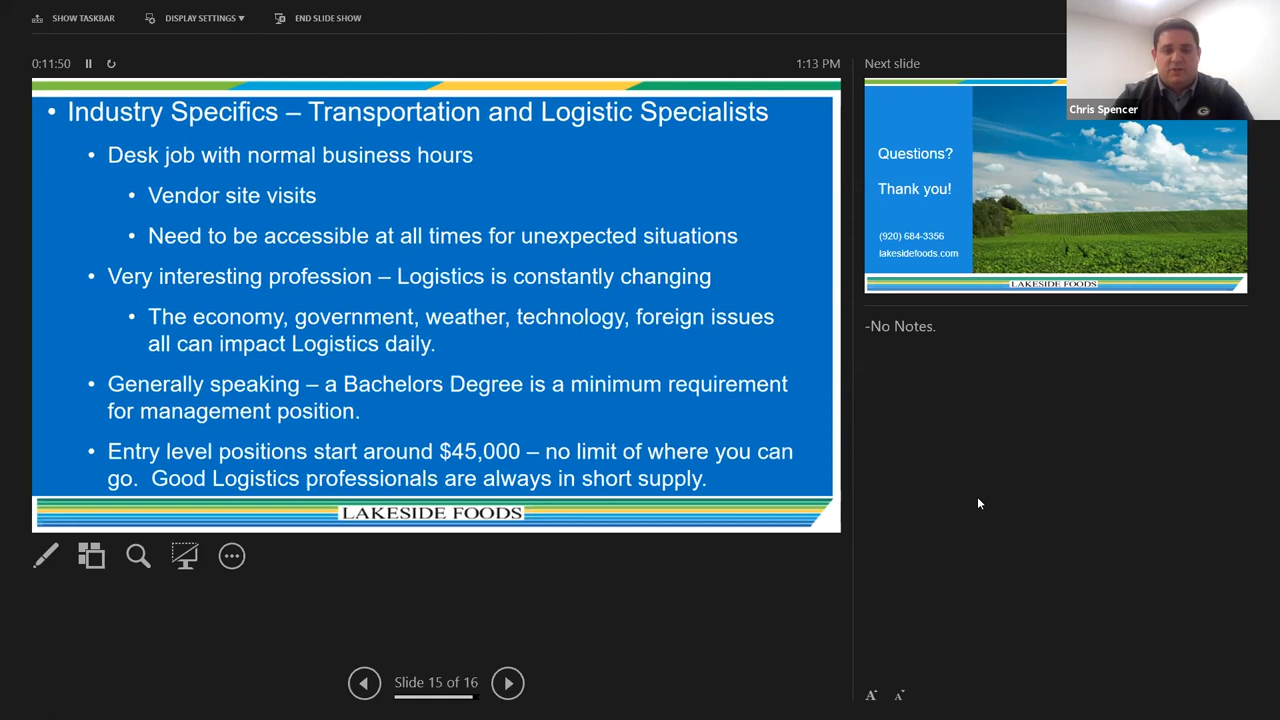 SHOW TASKBAR
DISPLAY SETTINGS ▼
END SLIDE SHOW
0:11:50
1:13 PM
• Industry Specifics – Transportation and Logistic Specialists
• Desk job with normal business hours
• Vendor site visits
• Need to be accessible at all times for unexpected situations
• Very interesting profession – Logistics is constantly changing
• The economy, government, weather, technology, foreign issues
all can impact Logistics daily.
• Generally speaking – a Bachelors Degree is a minimum requirement
for management position.
• Entry level positions start around $45,000 – no limit of where you can
go.  Good Logistics professionals are always in short supply.
LAKESIDE FOODS
Slide 15 of 16
Next slide
Chris Spencer
Questions?
Thank you!
(920) 684-3356
lakesidefoods.com
LAKESIDE FOODS
-No Notes.
A A